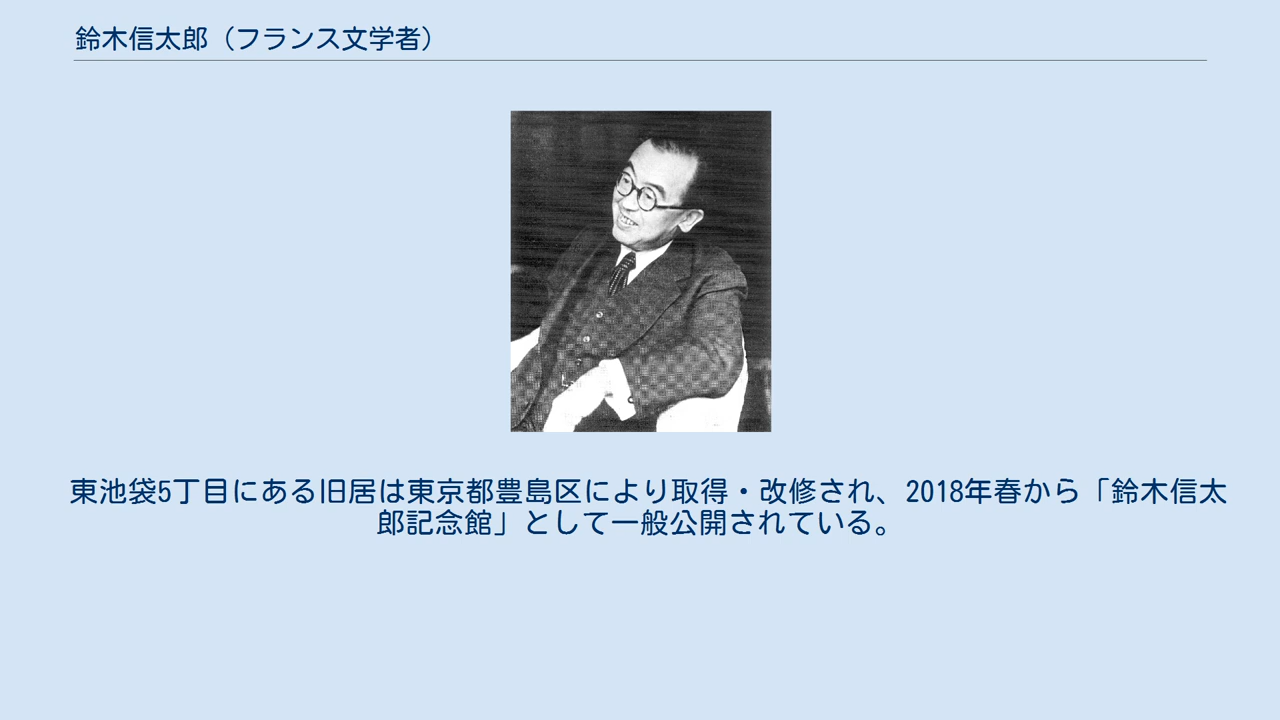 鈴木信太郎（フランス文学者）
東池袋5丁目にある旧居は東京都豊島区により取得・改修され、2018年春から「鈴木信太
郎記念館」として一般公開されている。